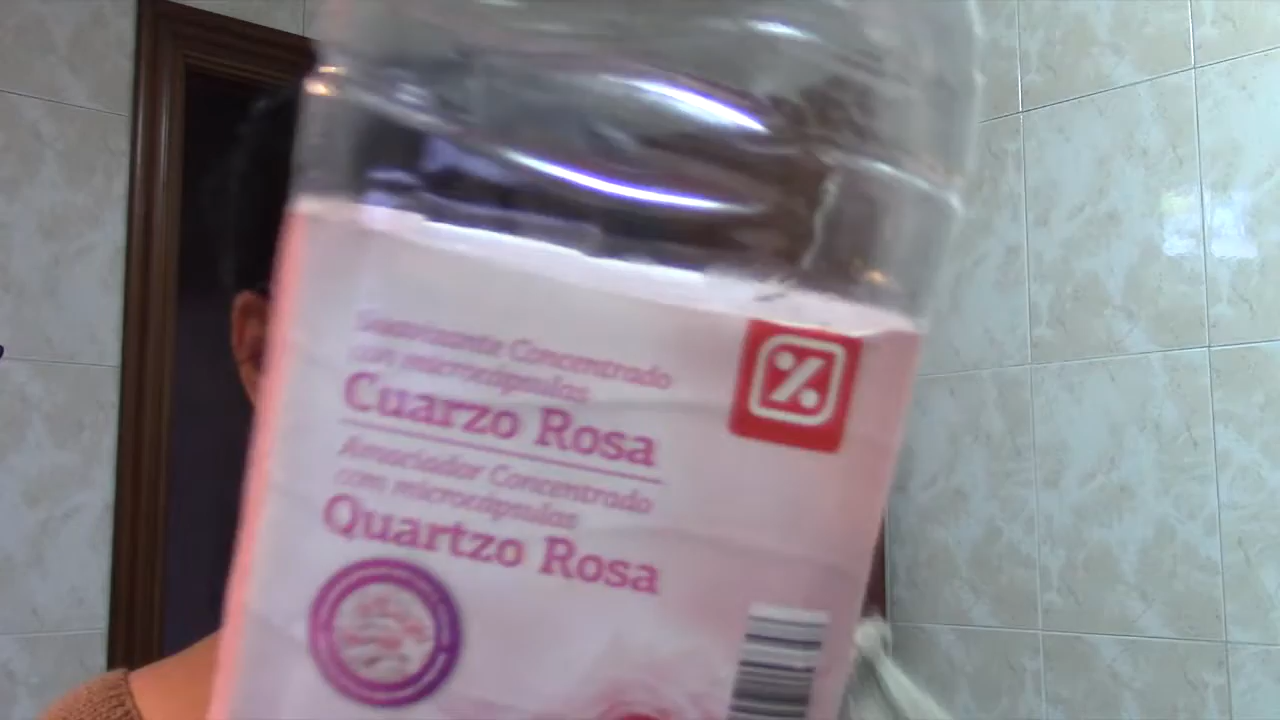 Suavizante Concentrado
con microcápsulas
Cuarzo Rosa
Amaciador Concentrado
com microcápsulas
Quartzo Rosa